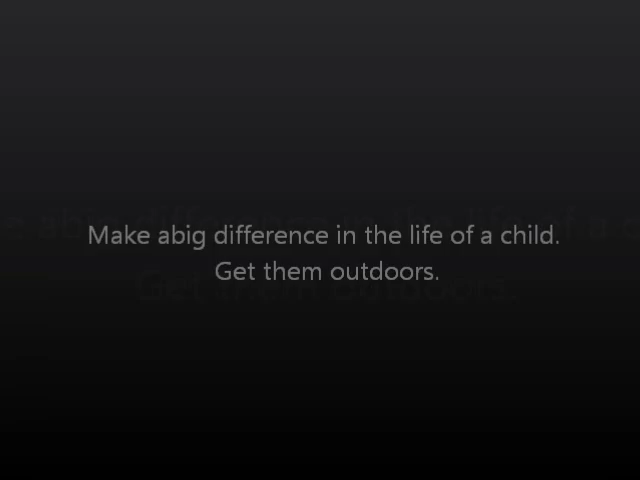 Make abig difference in the life of a child.
Get them outdoors.